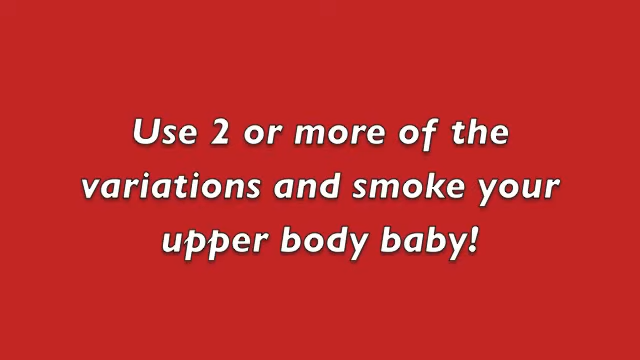 Use 2 or more of the
variations and smoke your
upper body baby!